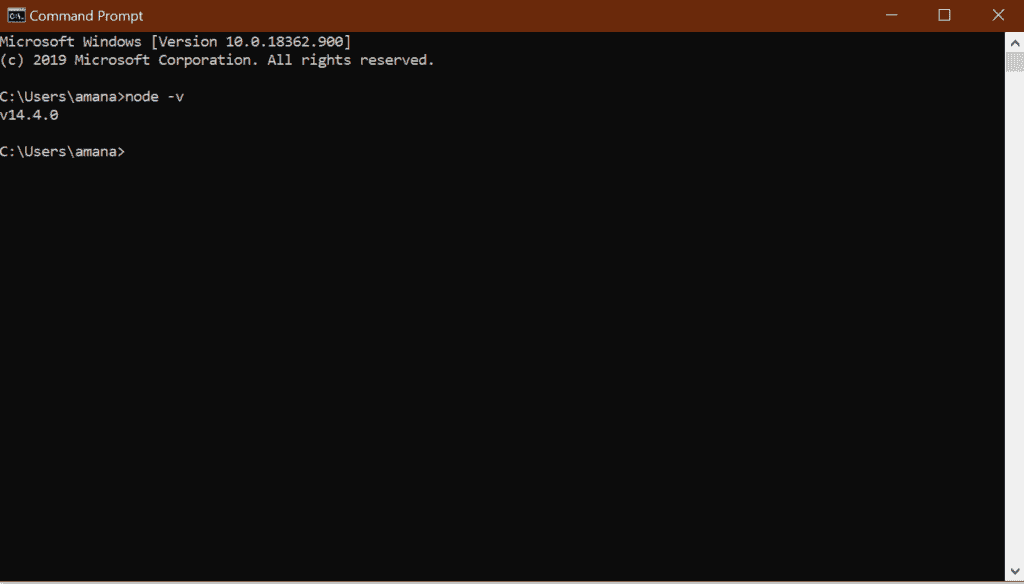 Command Prompt
Microsoft Windows [Version 10.0.18362.900]
(c) 2019 Microsoft Corporation. All rights reserved.
C:\Users\amana>node -v
v14.4.0
C:\Users\amana>